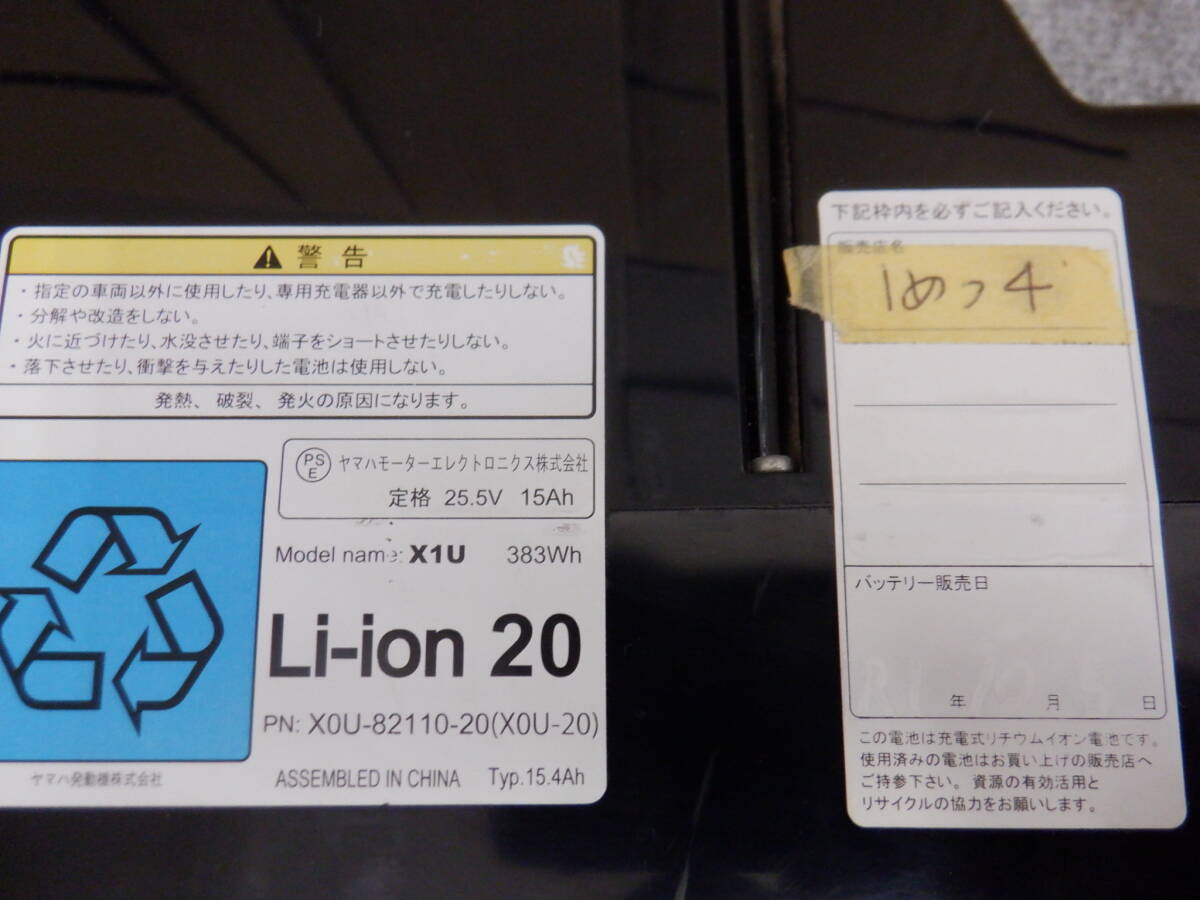 警告
・指定の車両以外に使用したり、専用充電器以外で充電したりしない。
・分解や改造をしない。
・火に近づけたり、水没させたり、端子をショートさせたりしない。
・落下させたり、衝撃を与えたりした電池は使用しない。
発熱、破裂、発火の原因になります。
PS
E
ヤマハモーターエレクトロニクス株式会社
定格 25.5V 15Ah
Model name: X1U 383Wh
Li-ion 20
PN: X0U-82110-20(X0U-20)
ASSEMBLED IN CHINA Typ.15.4Ah
ヤマハ発動機株式会社
下記枠内を必ずご記入ください。
販売店名
バッテリー販売日
年 月 日
この電池は充電式リチウムイオン電池です。
使用済みの電池はお買い上げの販売店へ
ご持参下さい。資源の有効活用と
リサイクルの協力をお願いします。